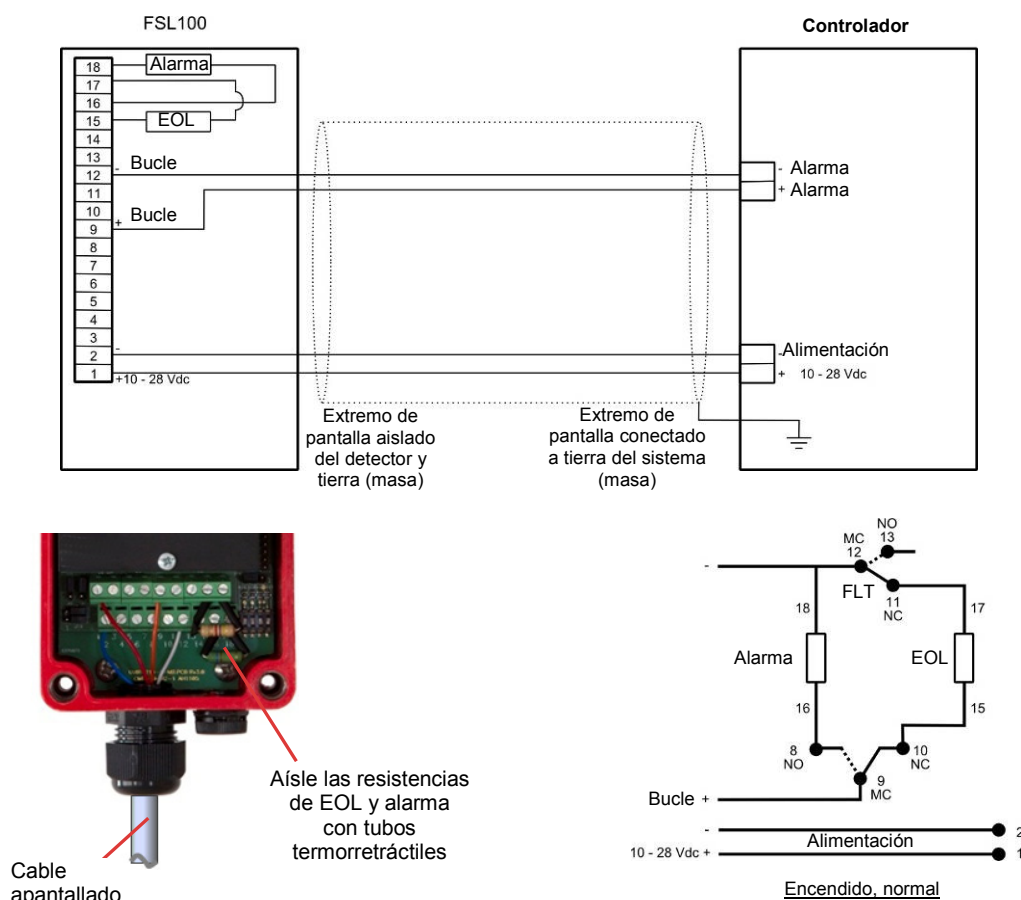 FSL100
Controlador
18
17
16
15
14
13
12
11
10
9
8
7
6
5
4
3
2
1
Alarma
EOL
- Bucle
+ Bucle
-
+10 - 28 Vdc
- Alarma
+ Alarma
-Alimentación
+ 10 - 28 Vdc
Extremo de
pantalla aislado
del detector y
tierra (masa)
Extremo de
pantalla conectado
a tierra del sistema
(masa)
Aísle las resistencias
de EOL y alarma
con tubos
termorretráctiles
Cable
apantallado
NO
13
MC
12
-
FLT
11
NC
18
17
Alarma
EOL
16
15
8
NO
10
NC
9
MC
Bucle +
-
Alimentación
2
10 - 28 Vdc +
1
Encendido, normal